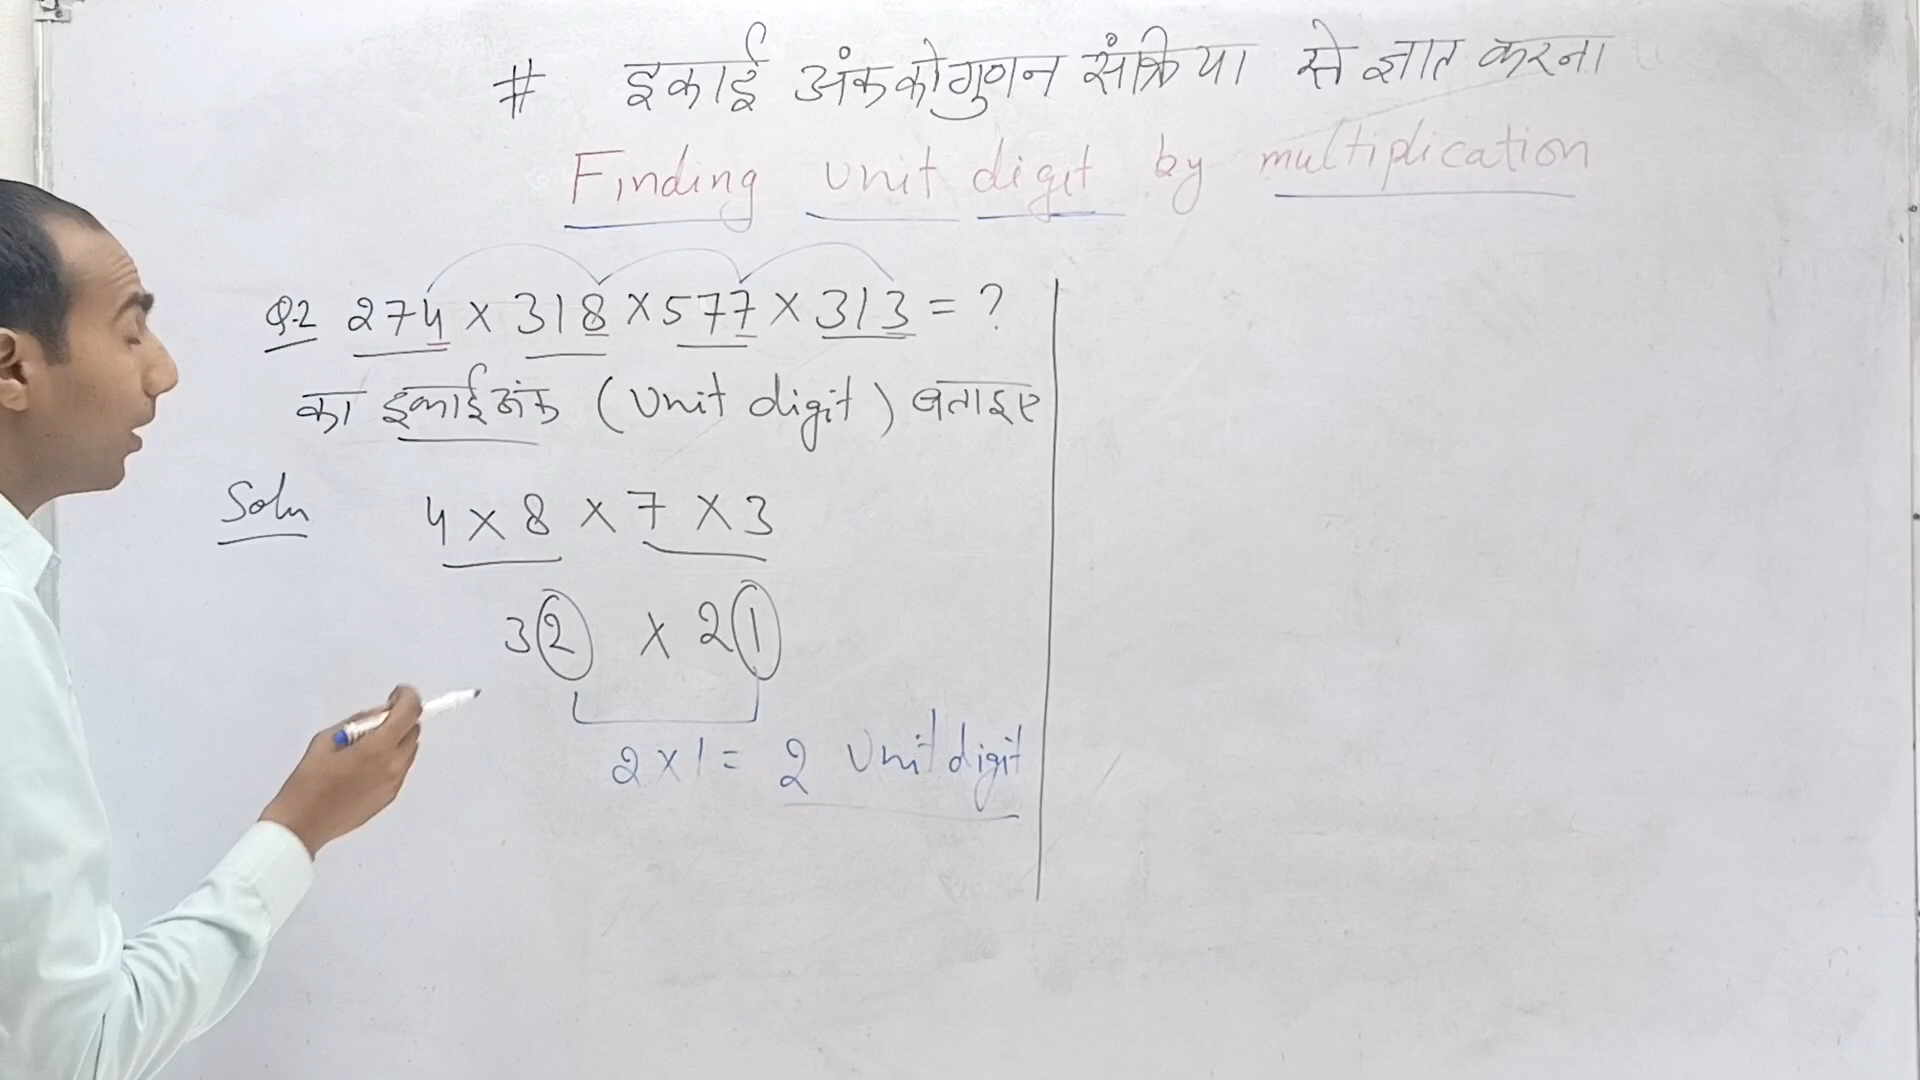 # इकाई अंक को गुणन संक्रिया से ज्ञात करना
Finding unit digit by multiplication
Q.2 274 × 318 × 577 × 313 = ?
का इकाई अंक (Unit digit) बताइए
Soln 4 × 8 × 7 × 3
32 × 21
2 × 1 = 2 Unit digit